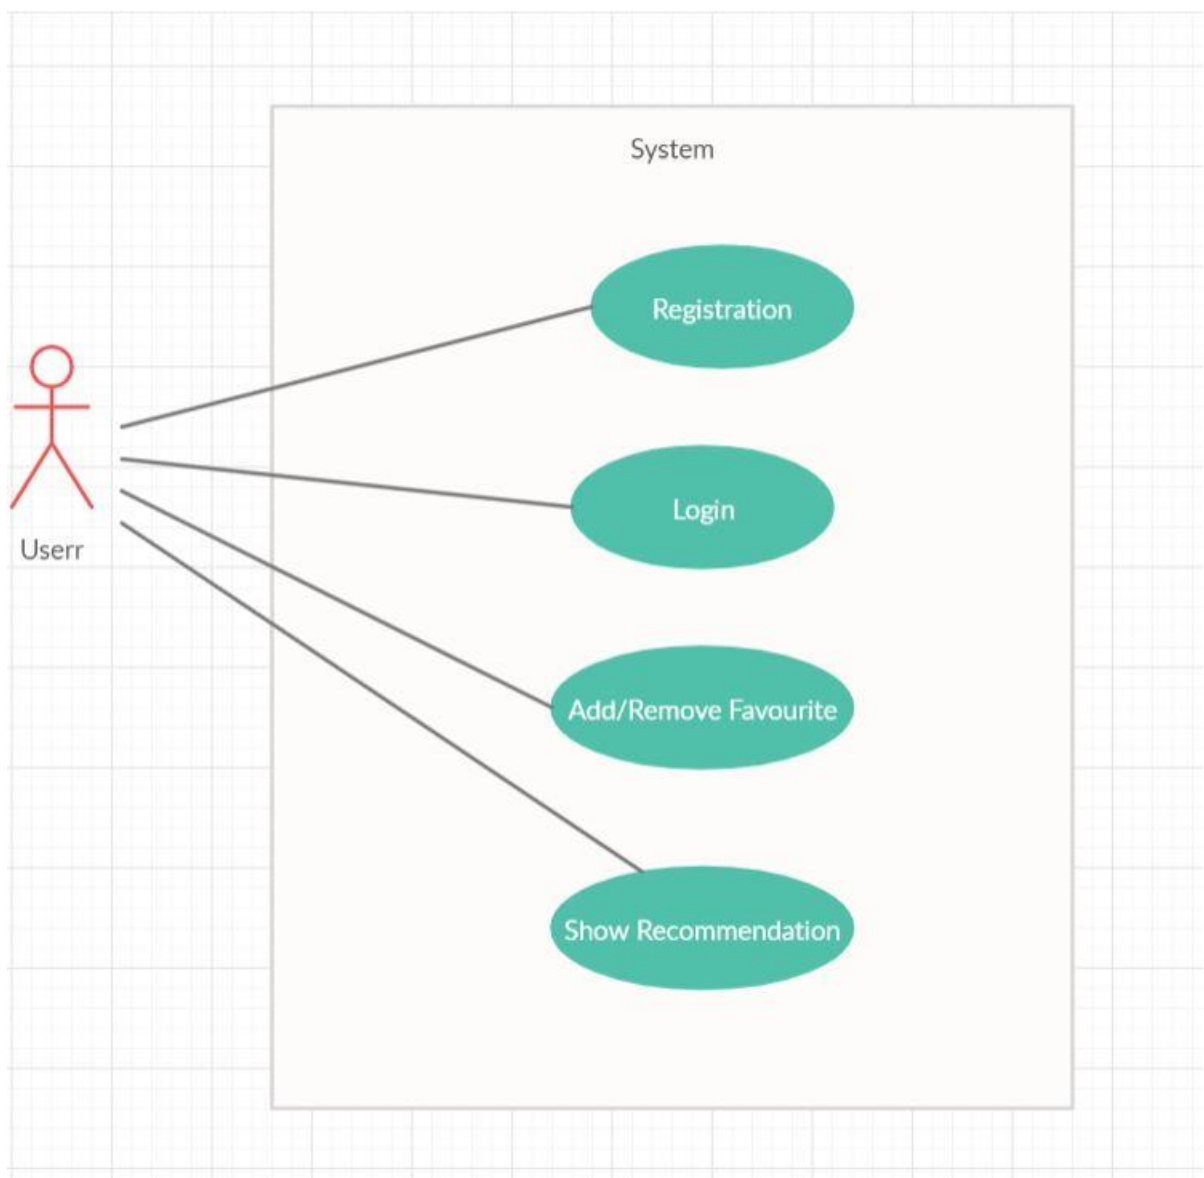 System
Registration
Login
Userr
Add/Remove Favourite
Show Recommendation